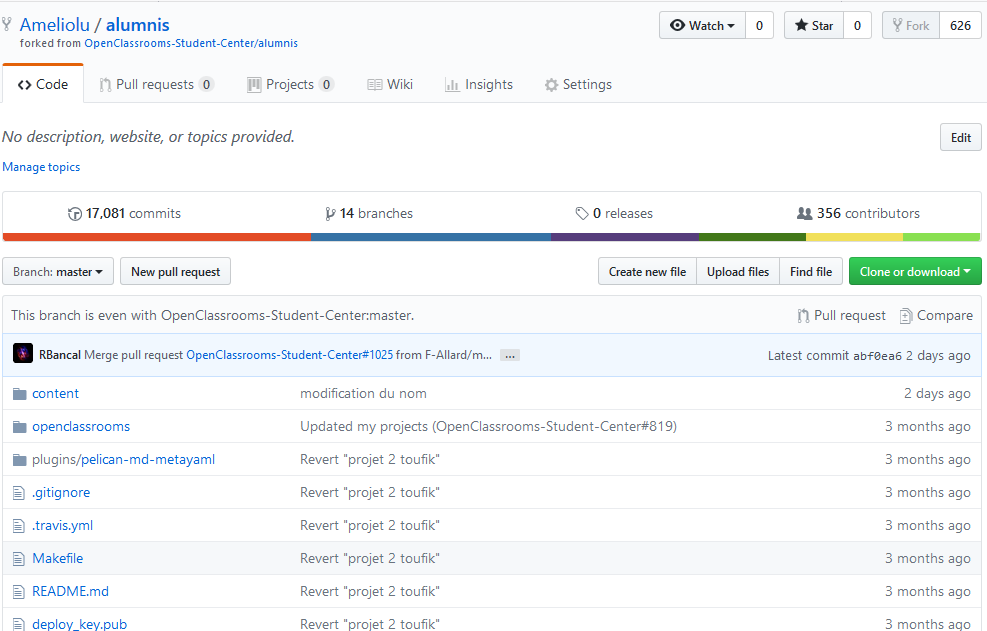 Ameliolu / alumnis
Watch 0 Star 0 Fork 626
forked from OpenClassrooms-Student-Center/alumnis
Code Pull requests 0 Projects 0 Wiki Insights Settings
No description, website, or topics provided.
Edit
Manage topics
17,081 commits 14 branches 0 releases 356 contributors
Branch: master New pull request Create new file Upload files Find file Clone or download
This branch is even with OpenClassrooms-Student-Center:master. Pull request Compare
RBancal Merge pull request OpenClassrooms-Student-Center#1025 from F-Allard/m... ... Latest commit abf0ea6 2 days ago
content modification du nom 2 days ago
openclassrooms Updated my projects (OpenClassrooms-Student-Center#819) 3 months ago
plugins/pelican-md-metayaml Revert "projet 2 toufik" 3 months ago
.gitignore Revert "projet 2 toufik" 3 months ago
.travis.yml Revert "projet 2 toufik" 3 months ago
Makefile Revert "projet 2 toufik" 3 months ago
README.md Revert "projet 2 toufik" 3 months ago
deploy_key.pub Revert "projet 2 toufik" 3 months ago